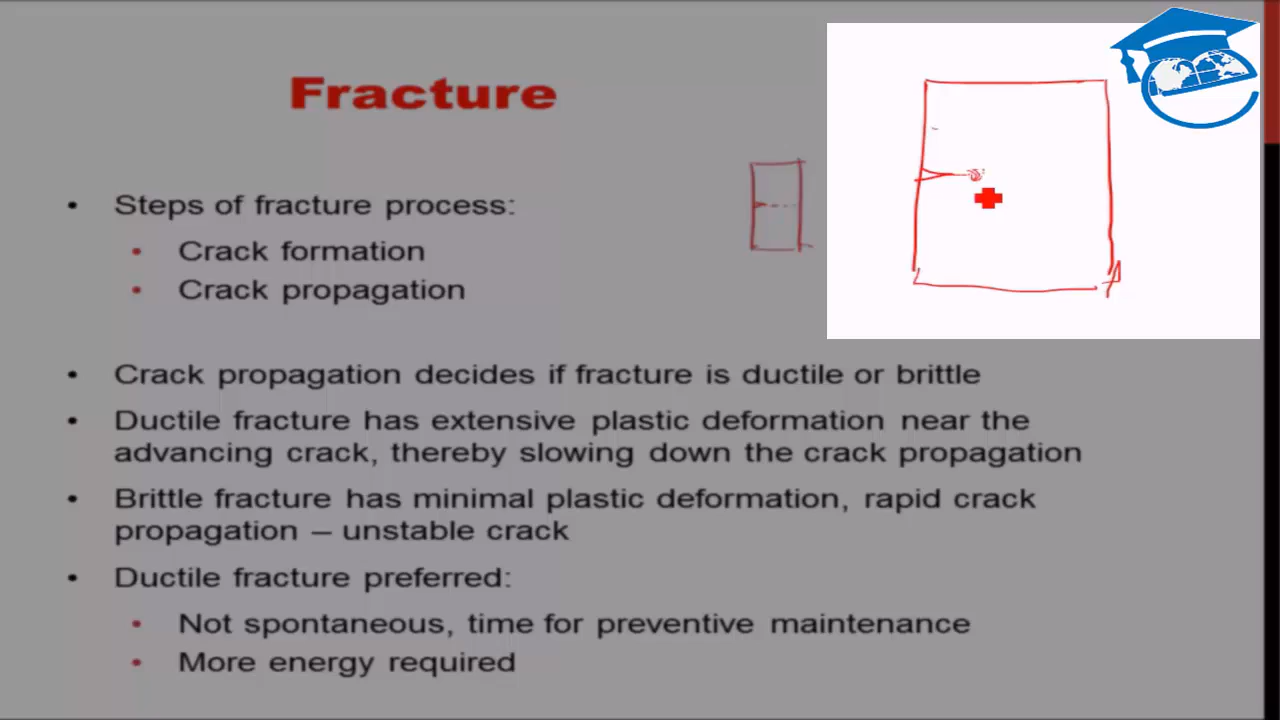 Fracture
Steps of fracture process:
Crack formation
Crack propagation
Crack propagation decides if fracture is ductile or brittle
Ductile fracture has extensive plastic deformation near the
advancing crack, thereby slowing down the crack propagation
Brittle fracture has minimal plastic deformation, rapid crack
propagation – unstable crack
Ductile fracture preferred:
Not spontaneous, time for preventive maintenance
More energy required